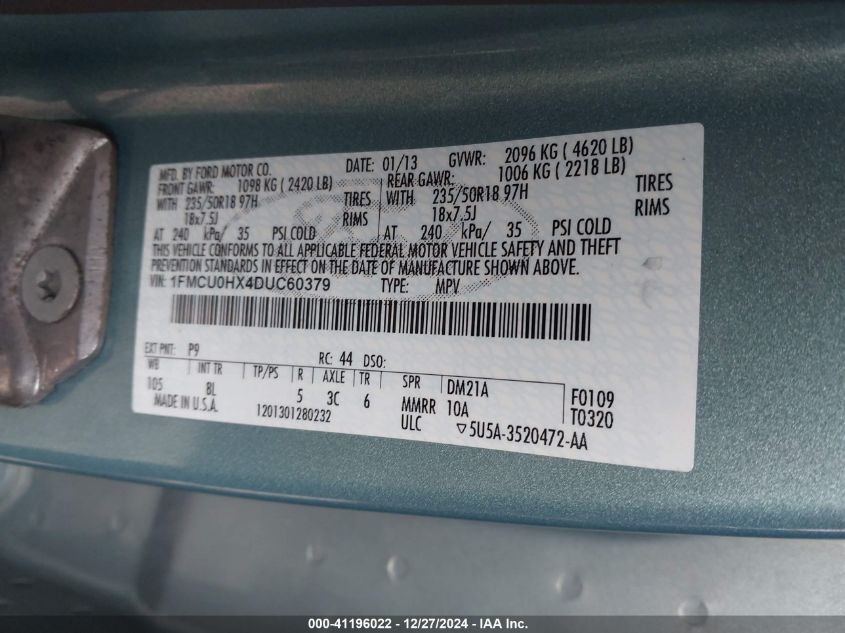 MFD. BY FORD MOTOR CO. DATE: 01/13 GVWR: 2096 KG ( 4620 LB)
FRONT GAWR: 1098 KG ( 2420 LB) REAR GAWR: 1006 KG ( 2218 LB)
WITH 235/50R18 97H TIRES WITH 235/50R18 97H TIRES
18x7.5J RIMS 18x7.5J RIMS
AT 240 kPa/ 35 PSI COLD AT 240 kPa/ 35 PSI COLD
THIS VEHICLE CONFORMS TO ALL APPLICABLE FEDERAL MOTOR VEHICLE SAFETY AND THEFT
PREVENTION STANDARDS IN EFFECT ON THE DATE OF MANUFACTURE SHOWN ABOVE.
VIN: 1FMCU0HX4DUC60379 TYPE: MPV
EXT PNT: P9 RC: 44 DSO:
WB INT TR TP/PS R AXLE TR SPR DM21A F0109
105 8L 5 3C 6 MMRR 10A T0320
MADE IN U.S.A. 1201301280232 ULC ▽5U5A-3520472-AA
000-41196022 - 12/27/2024 - IAA Inc.